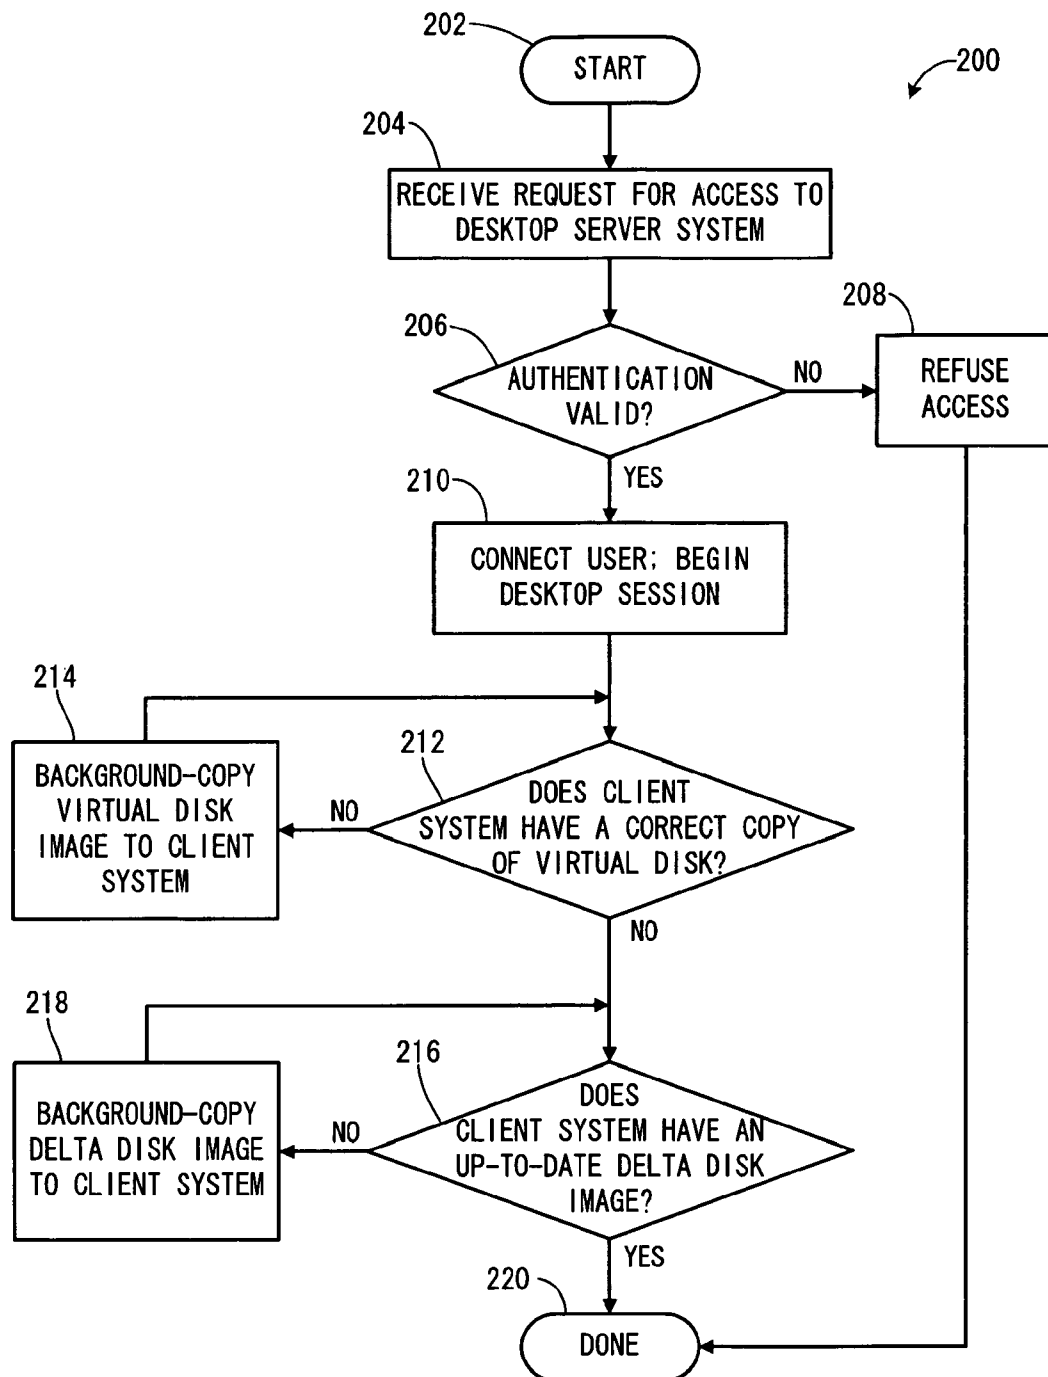 202
START
200
204
RECEIVE REQUEST FOR ACCESS TO
DESKTOP SERVER SYSTEM
206
AUTHENTICATION
VALID?
NO
208
REFUSE
ACCESS
YES
210
CONNECT USER; BEGIN
DESKTOP SESSION
214
BACKGROUND-COPY
VIRTUAL DISK
IMAGE TO CLIENT
SYSTEM
NO
212
DOES CLIENT
SYSTEM HAVE A CORRECT COPY
OF VIRTUAL DISK?
NO
218
BACKGROUND-COPY
DELTA DISK IMAGE
TO CLIENT SYSTEM
NO
216
DOES
CLIENT SYSTEM HAVE AN
UP-TO-DATE DELTA DISK
IMAGE?
YES
220
DONE